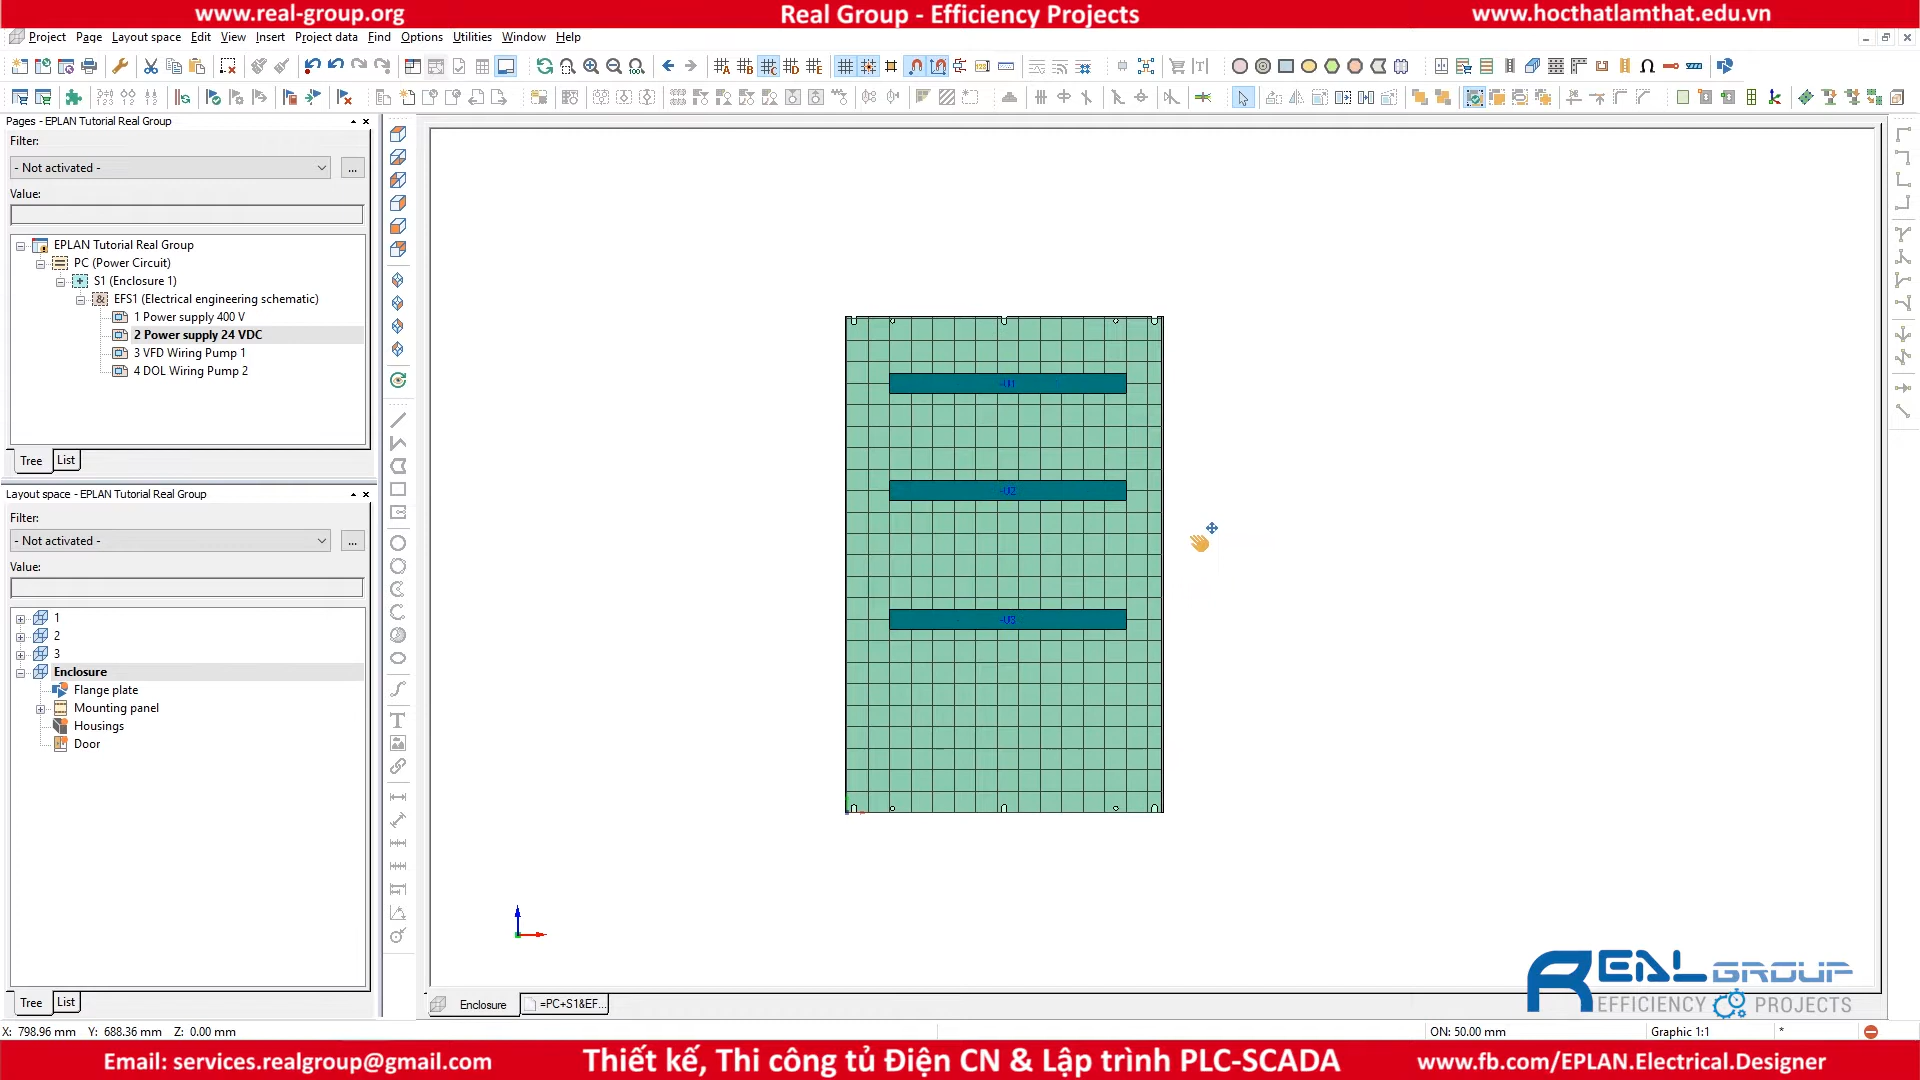 www.real-group.org
Real Group - Efficiency Projects
www.hocthatlamthat.edu.vn
Project Page Layout space Edit View Insert Project data Find Options Utilities Window Help
Pages - EPLAN Tutorial Real Group
Filter:
- Not activated -
...
Value:
EPLAN Tutorial Real Group
PC (Power Circuit)
S1 (Enclosure 1)
EFS1 (Electrical engineering schematic)
1 Power supply 400 V
2 Power supply 24 VDC
3 VFD Wiring Pump 1
4 DOL Wiring Pump 2
Tree List
Layout space - EPLAN Tutorial Real Group
Filter:
- Not activated -
...
Value:
1
2
3
Enclosure
Flange plate
Mounting panel
Housings
Door
Tree List
-U1
-U2
-U3
Enclosure
=PC+S1&EF...
REAL GROUP
EFFICIENCY PROJECTS
X: 798.96 mm Y: 688.36 mm Z: 0.00 mm
ON: 50.00 mm
Graphic 1:1
*
Email: services.realgroup@gmail.com
Thiết kế, Thi công tủ Điện CN & Lập trình PLC-SCADA
www.fb.com/EPLAN.Electrical.Designer